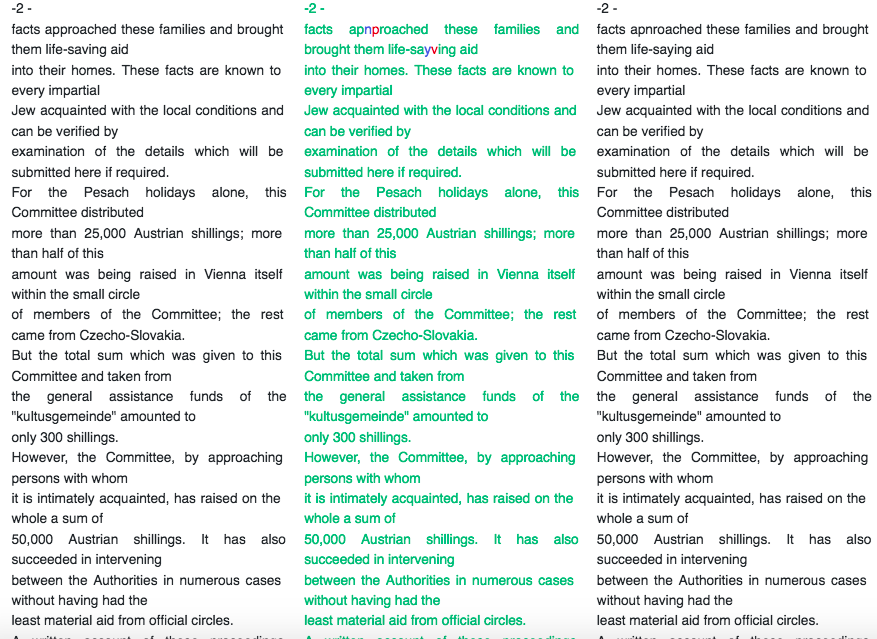 -2 -
facts approached these families and brought
them life-saving aid
into their homes. These facts are known to
every impartial
Jew acquainted with the local conditions and
can be verified by
examination of the details which will be
submitted here if required.
For the Pesach holidays alone, this
Committee distributed
more than 25,000 Austrian shillings; more
than half of this
amount was being raised in Vienna itself
within the small circle
of members of the Committee; the rest
came from Czecho-Slovakia.
But the total sum which was given to this
Committee and taken from
the general assistance funds of the
"kultusgemeinde" amounted to
only 300 shillings.
However, the Committee, by approaching
persons with whom
it is intimately acquainted, has raised on the
whole a sum of
50,000 Austrian shillings. It has also
succeeded in intervening
between the Authorities in numerous cases
without having had the
least material aid from official circles.
A written account of these proceedings
-2 -
facts apnproached these families and
brought them life-sayving aid
into their homes. These facts are known to
every impartial
Jew acquainted with the local conditions and
can be verified by
examination of the details which will be
submitted here if required.
For the Pesach holidays alone, this
Committee distributed
more than 25,000 Austrian shillings; more
than half of this
amount was being raised in Vienna itself
within the small circle
of members of the Committee; the rest
came from Czecho-Slovakia.
But the total sum which was given to this
Committee and taken from
the general assistance funds of the
"kultusgemeinde" amounted to
only 300 shillings.
However, the Committee, by approaching
persons with whom
it is intimately acquainted, has raised on the
whole a sum of
50,000 Austrian shillings. It has also
succeeded in intervening
between the Authorities in numerous cases
without having had the
least material aid from official circles.
A written account of these proceedings
-2 -
facts apnroached these families and brought
them life-saying aid
into their homes. These facts are known to
every impartial
Jew acquainted with the local conditions and
can be verified by
examination of the details which will be
submitted here if required.
For the Pesach holidays alone, this
Committee distributed
more than 25,000 Austrian shillings; more
than half of this
amount was being raised in Vienna itself
within the small circle
of members of the Committee; the rest
came from Czecho-Slovakia.
But the total sum which was given to this
Committee and taken from
the general assistance funds of the
"kultusgemeinde" amounted to
only 300 shillings.
However, the Committee, by approaching
persons with whom
it is intimately acquainted, has raised on the
whole a sum of
50,000 Austrian shillings. It has also
succeeded in intervening
between the Authorities in numerous cases
without having had the
least material aid from official circles.
A written account of these proceedings